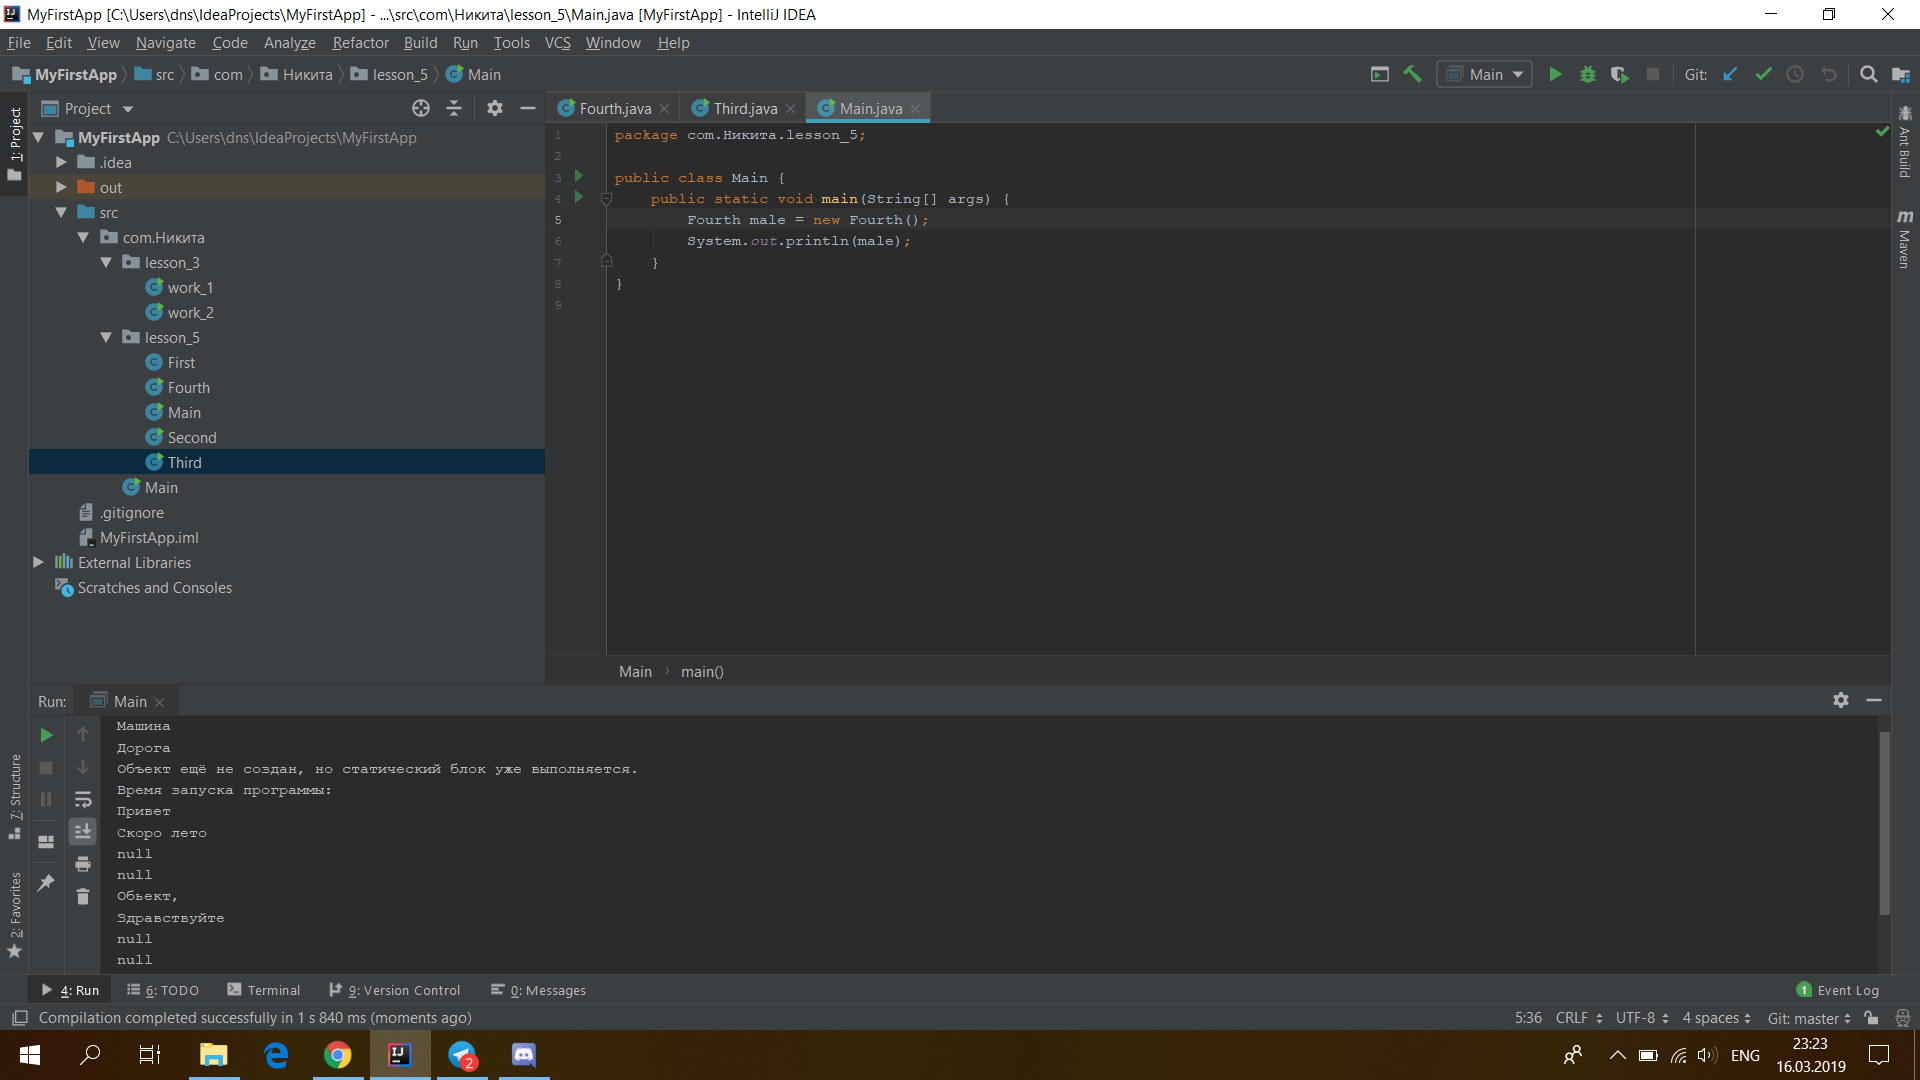 MyFirstApp [C:\Users\dns\IdeaProjects\MyFirstApp] - ...\src\com\Никита\lesson_5\Main.java [MyFirstApp] - IntelliJ IDEA
File Edit View Navigate Code Analyze Refactor Build Run Tools VCS Window Help
MyFirstApp src com Никита lesson_5 Main
Main Git:
Project
Fourth.java Third.java Main.java
1: Project
MyFirstApp C:\Users\dns\IdeaProjects\MyFirstApp
.idea
out
src
com.Никита
lesson_3
work_1
work_2
lesson_5
First
Fourth
Main
Second
Third
Main
.gitignore
MyFirstApp.iml
External Libraries
Scratches and Consoles
1 package com.Никита.lesson_5;
2
3 public class Main {
4 public static void main(String[] args) {
5 Fourth male = new Fourth();
6 System.out.println(male);
7 }
8 }
9
Ant Build
Maven
Main main()
Run: Main
Машина
Дорога
Объект ещё не создан, но статический блок уже выполняется.
Время запуска программы:
Привет
Скоро лето
null
null
Обьект,
Здравствуйте
null
null
7: Structure
2: Favorites
4: Run 6: TODO Terminal 9: Version Control 0: Messages 1 Event Log
Compilation completed successfully in 1 s 840 ms (moments ago) 5:36 CRLF UTF-8 4 spaces Git: master
2 ENG 23:23
16.03.2019